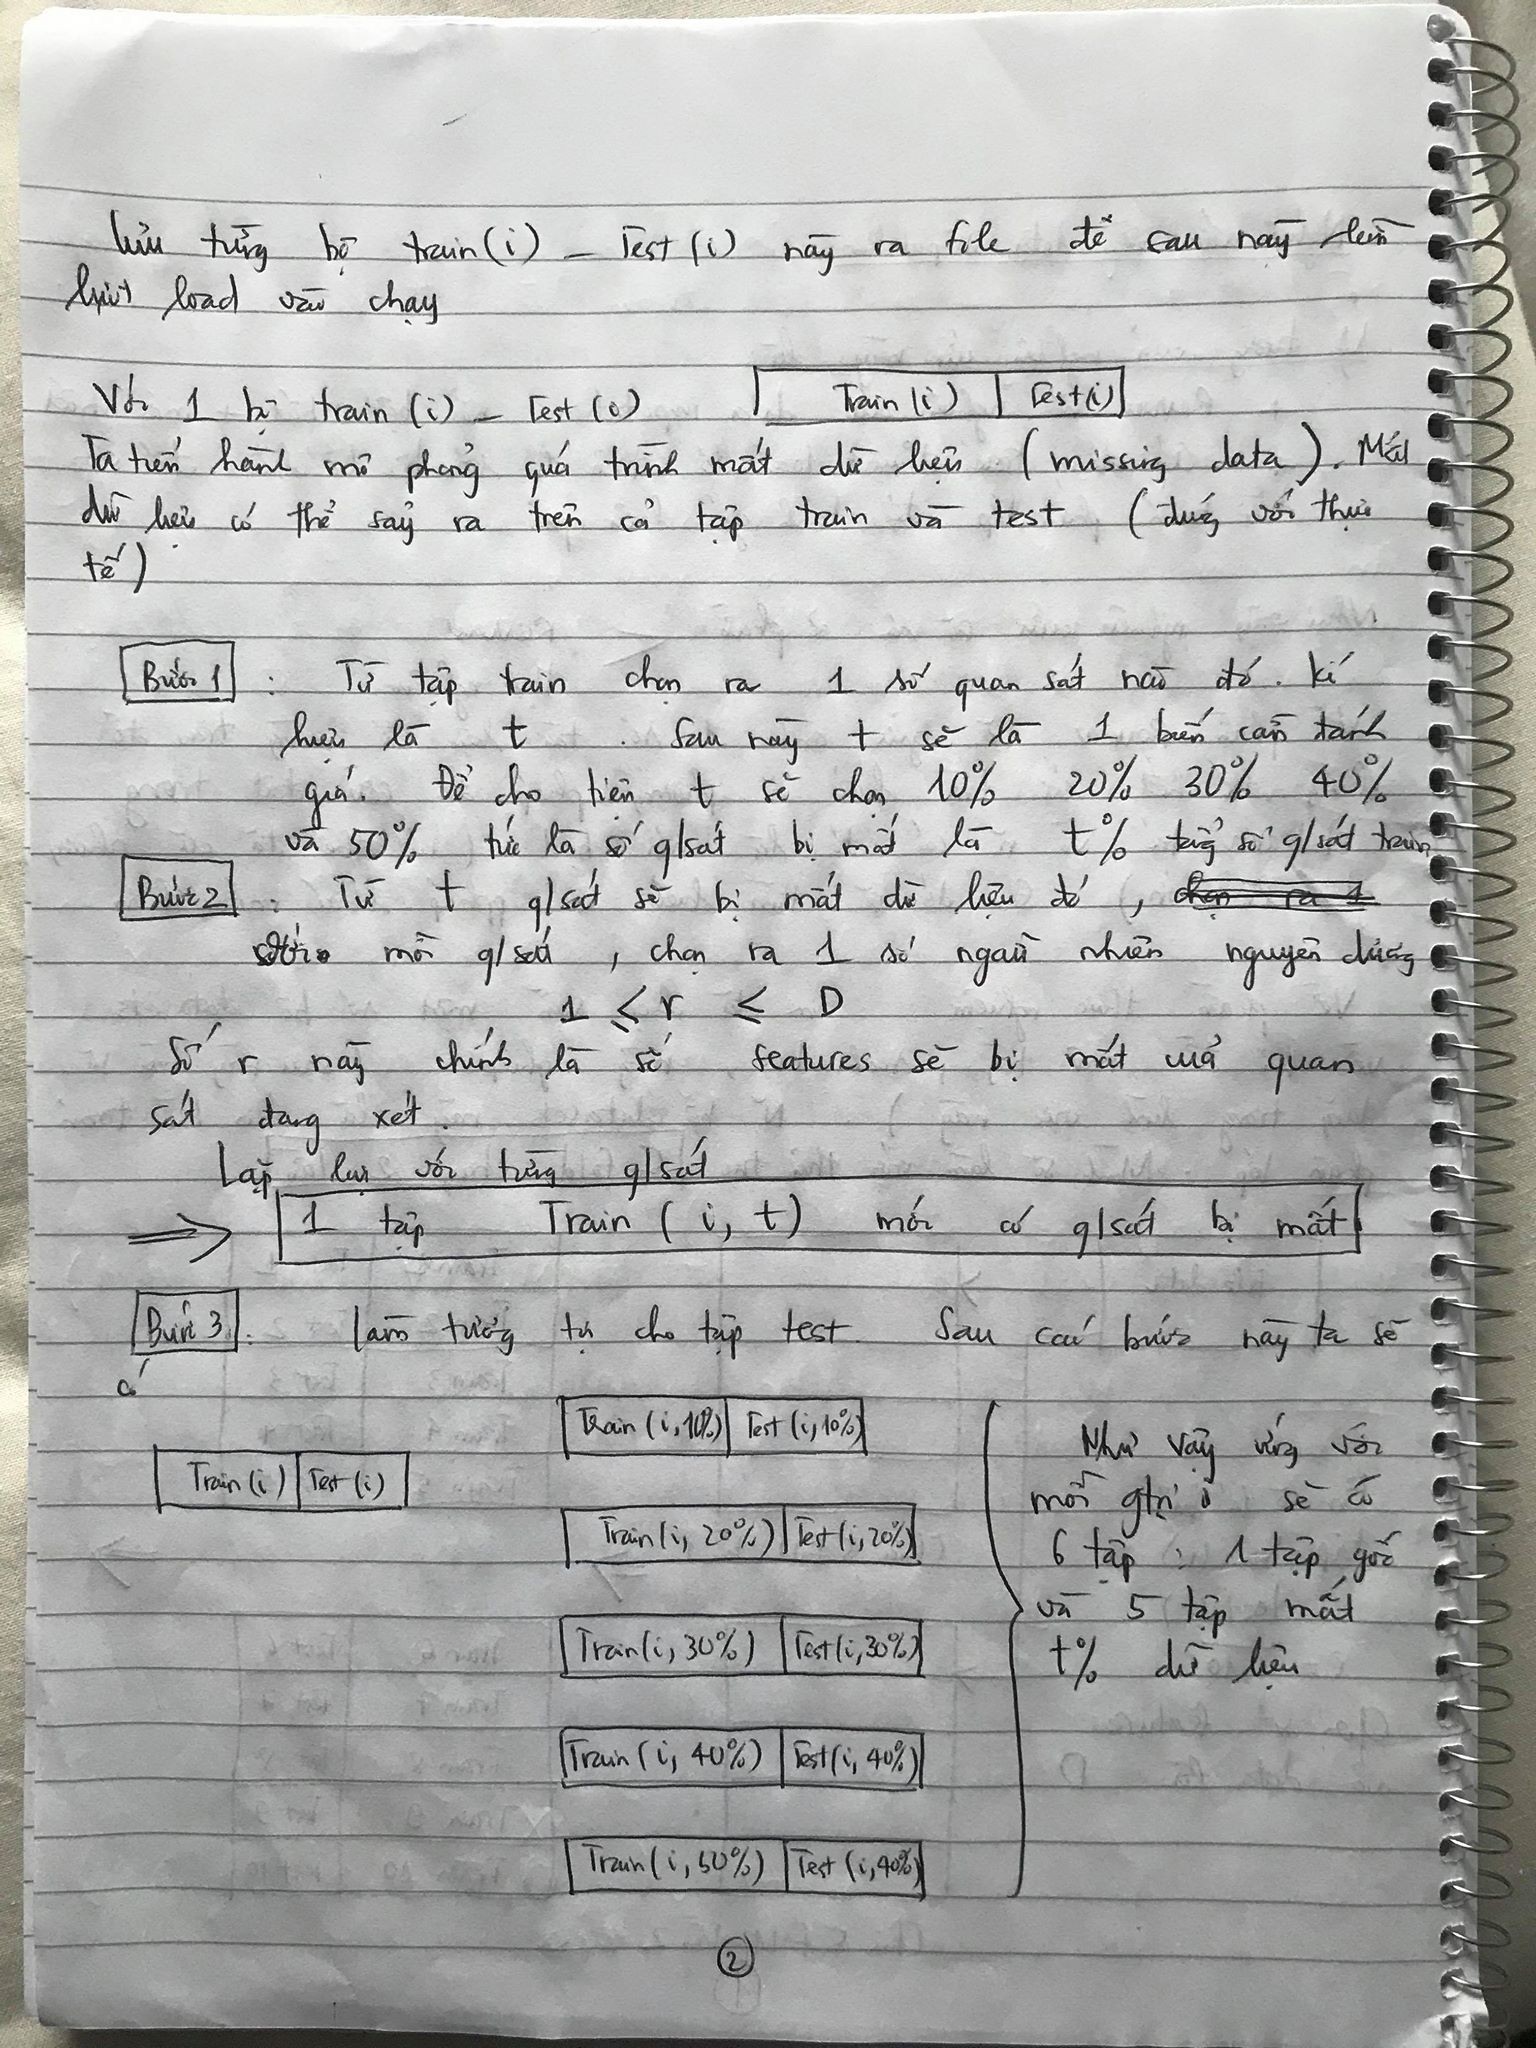 Lưu từng bộ train(i) – Test(i) này ra file để sau này lần
lượt load vào chạy
Với 1 bộ train(i) – Test(i)
Train(i) Test(i)
Ta tiến hành mô phỏng quá trình mất dữ liệu (missing data). Mất
dữ liệu có thể sảy ra trên cả tập train và test (đúng với thực
tế)
Bước 1 : Từ tập train chọn ra 1 số quan sát nào đó. Kí
hiệu là t. Sau này t sẽ là 1 biến cần đánh
giá. Để cho tiện t sẽ chọn 10% 20% 30% 40%
và 50% tức là số q/sát bị mất là t% tổng số q/sát train
Bước 2 : Từ t q/sát sẽ bị mất dữ liệu đó, chọn ra 1
với mỗi q/sát, chọn ra 1 số ngẫu nhiên nguyên dương
1 ≤ r ≤ D
Số r này chính là số features sẽ bị mất của quan
sát đang xét.
Lặp lại với từng q/sát
⟹ 1 tập Train(i, t) mới có q/sát bị mất
Bước 3 : Làm tương tự cho tập test. Sau các bước này ta sẽ
có
Train(i) Test(i)
Train(i, 10%) Test(i, 10%)
Train(i, 20%) Test(i, 20%)
Train(i, 30%) Test(i, 30%)
Train(i, 40%) Test(i, 40%)
Train(i, 50%) Test(i, 40%)
Như vậy ứng với
mỗi gtrị i sẽ có
6 tập : 1 tập gốc
và 5 tập mất
t% dữ liệu
2